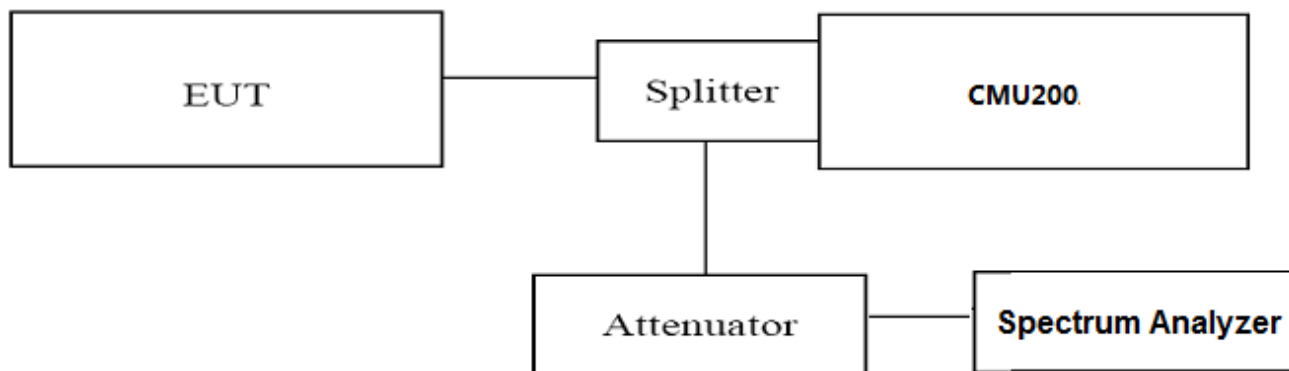 EUT
Splitter
CMU200.
Attenuator
Spectrum Analyzer